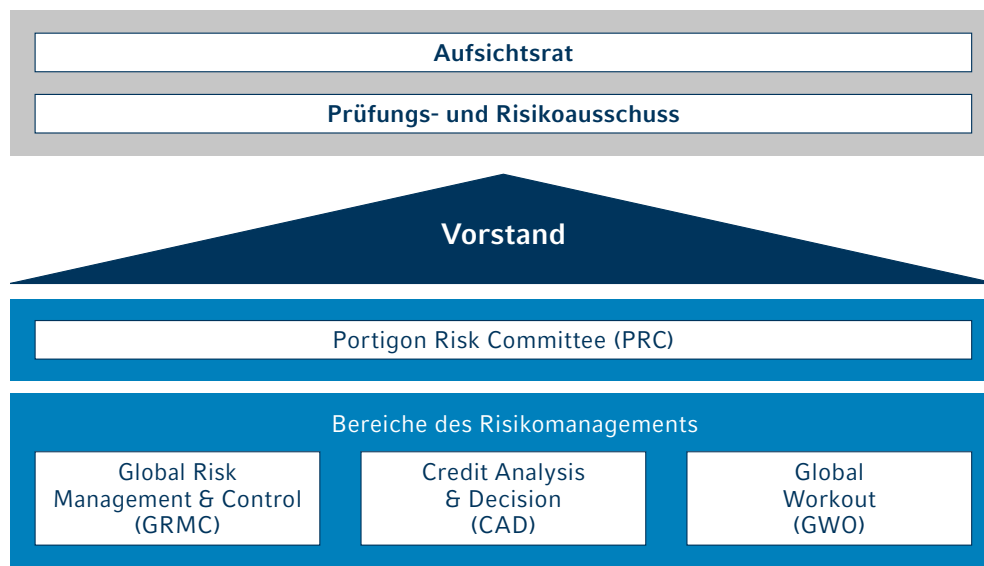 Aufsichtsrat
Prüfungs- und Risikoausschuss
Vorstand
Portigon Risk Committee (PRC)
Bereiche des Risikomanagements
Global Risk
Management & Control
(GRMC)
Credit Analysis
& Decision
(CAD)
Global
Workout
(GWO)